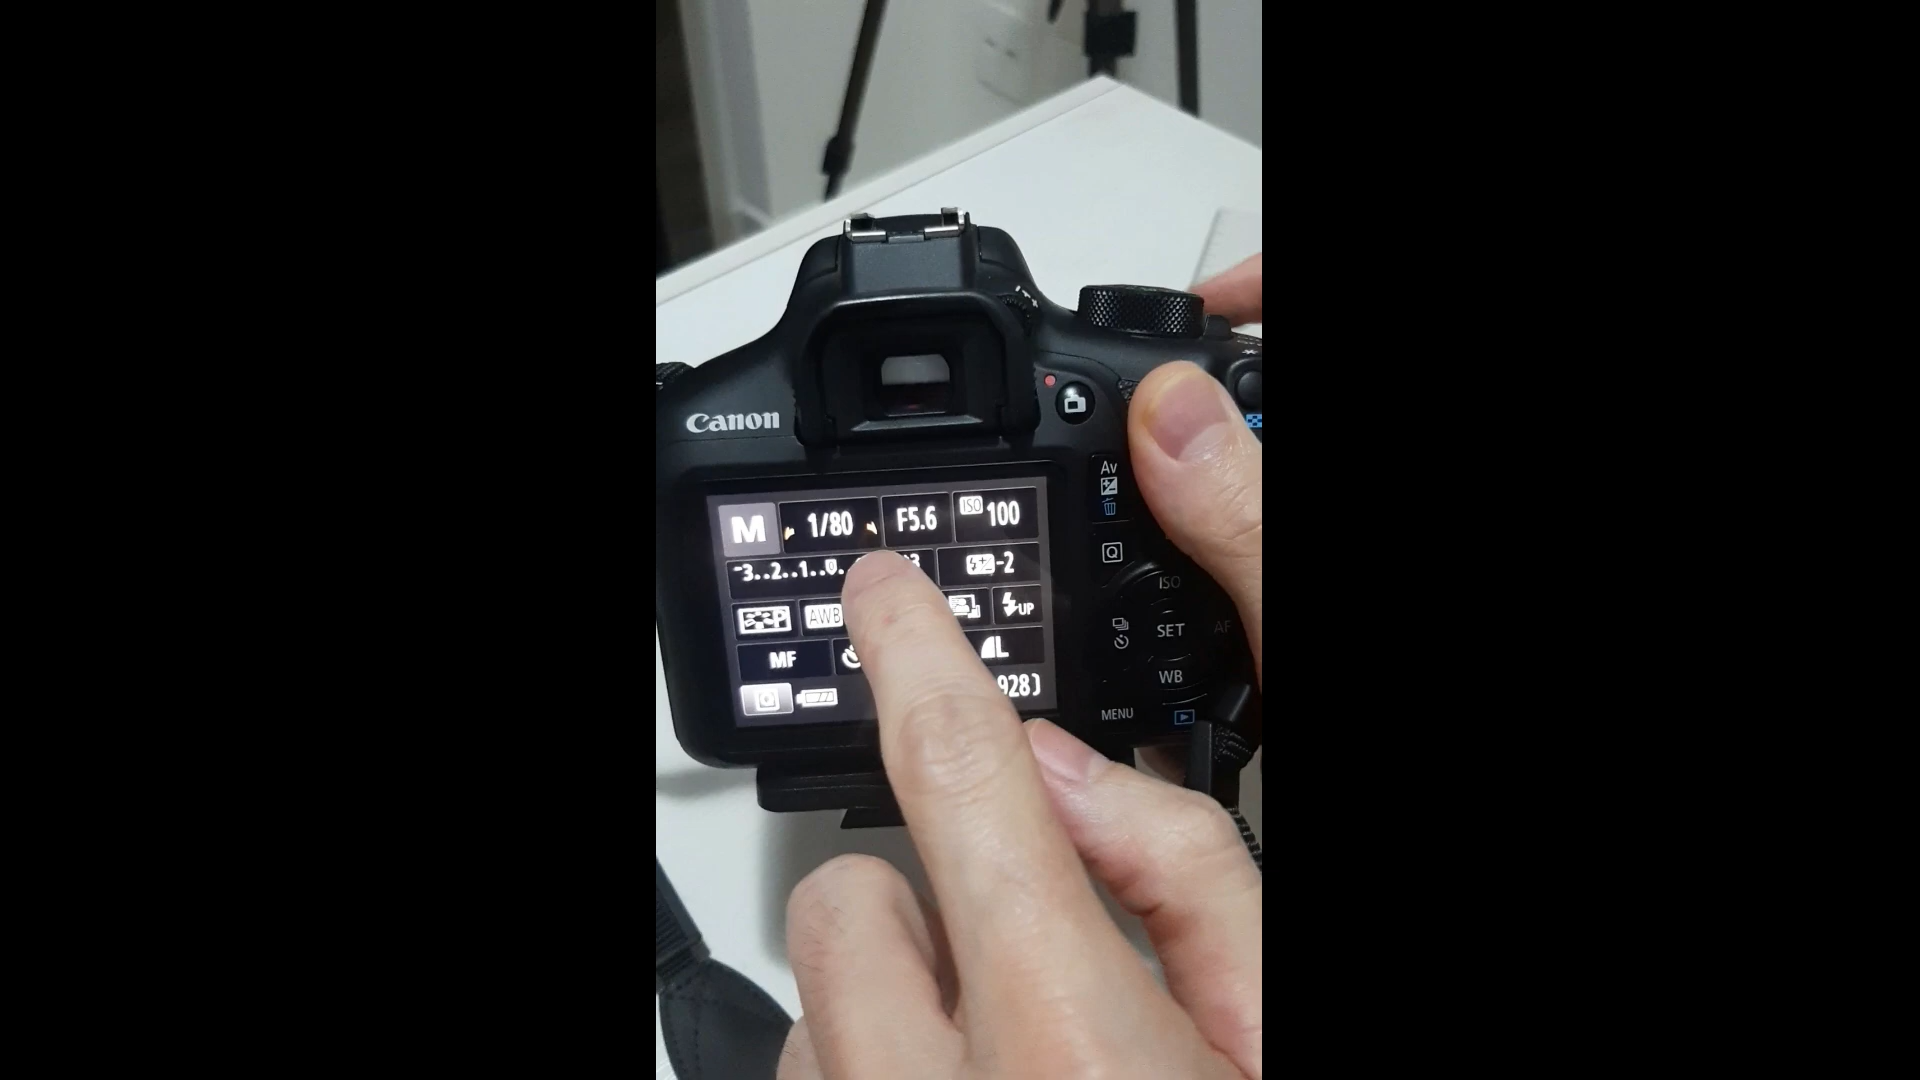 Canon
M 1/80 F5.6 ISO 100
-3..2..1..0. 3 -2
P AWB UP
MF L
928)
Av
Q
ISO
SET AF
WB
MENU